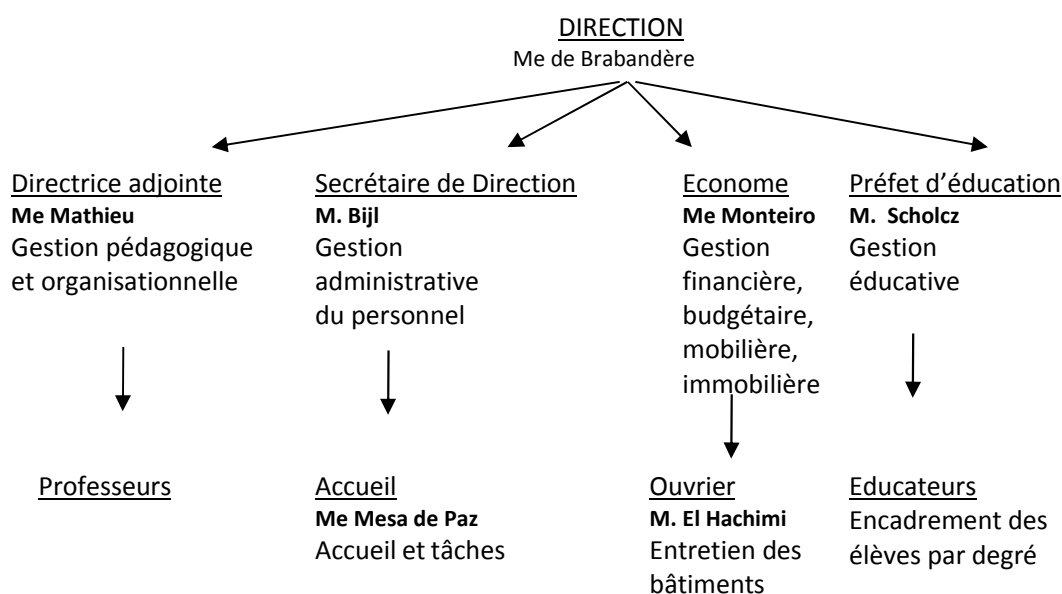 DIRECTION
Me de Brabandère
Directrice adjointe
Me Mathieu
Gestion pédagogique
et organisationnelle
Secrétaire de Direction
M. Bijl
Gestion
administrative
du personnel
Econome
Me Monteiro
Gestion
financière,
budgétaire,
mobilière,
immobilière
Préfet d’éducation
M. Scholcz
Gestion
éducative
Professeurs
Accueil
Me Mesa de Paz
Accueil et tâches
Ouvrier
M. El Hachimi
Entretien des
bâtiments
Educateurs
Encadrement des
élèves par degré